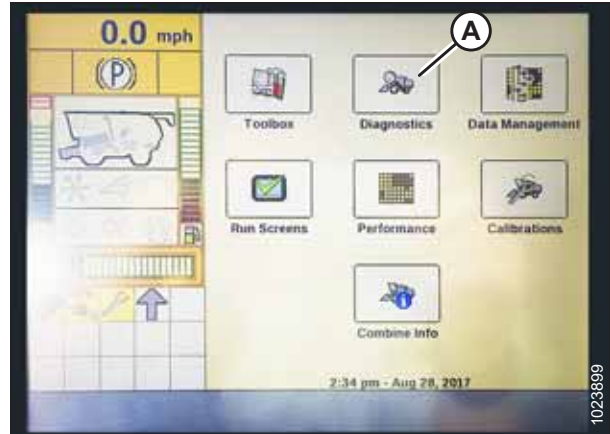 0.0 mph
A
(P)
Toolbox
Diagnostics
Data Management
Run Screens
Performance
Calibrations
Combine Info
2:34 pm - Aug 28, 2017
1023899